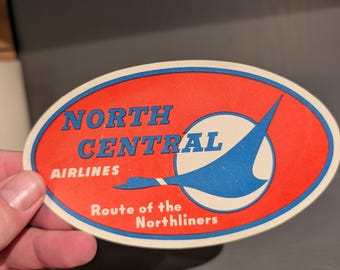 NORTH
CENTRAL
AIRLINES
Route of the
Northliners